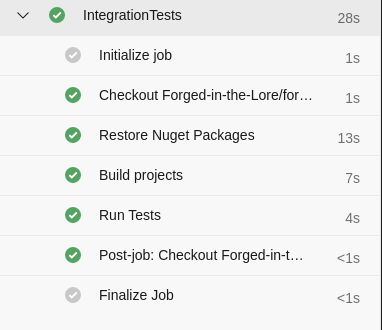 IntegrationTests 28s
Initialize job 1s
Checkout Forged-in-the-Lore/for... 1s
Restore Nuget Packages 13s
Build projects 7s
Run Tests 4s
Post-job: Checkout Forged-in-t... <1s
Finalize Job <1s